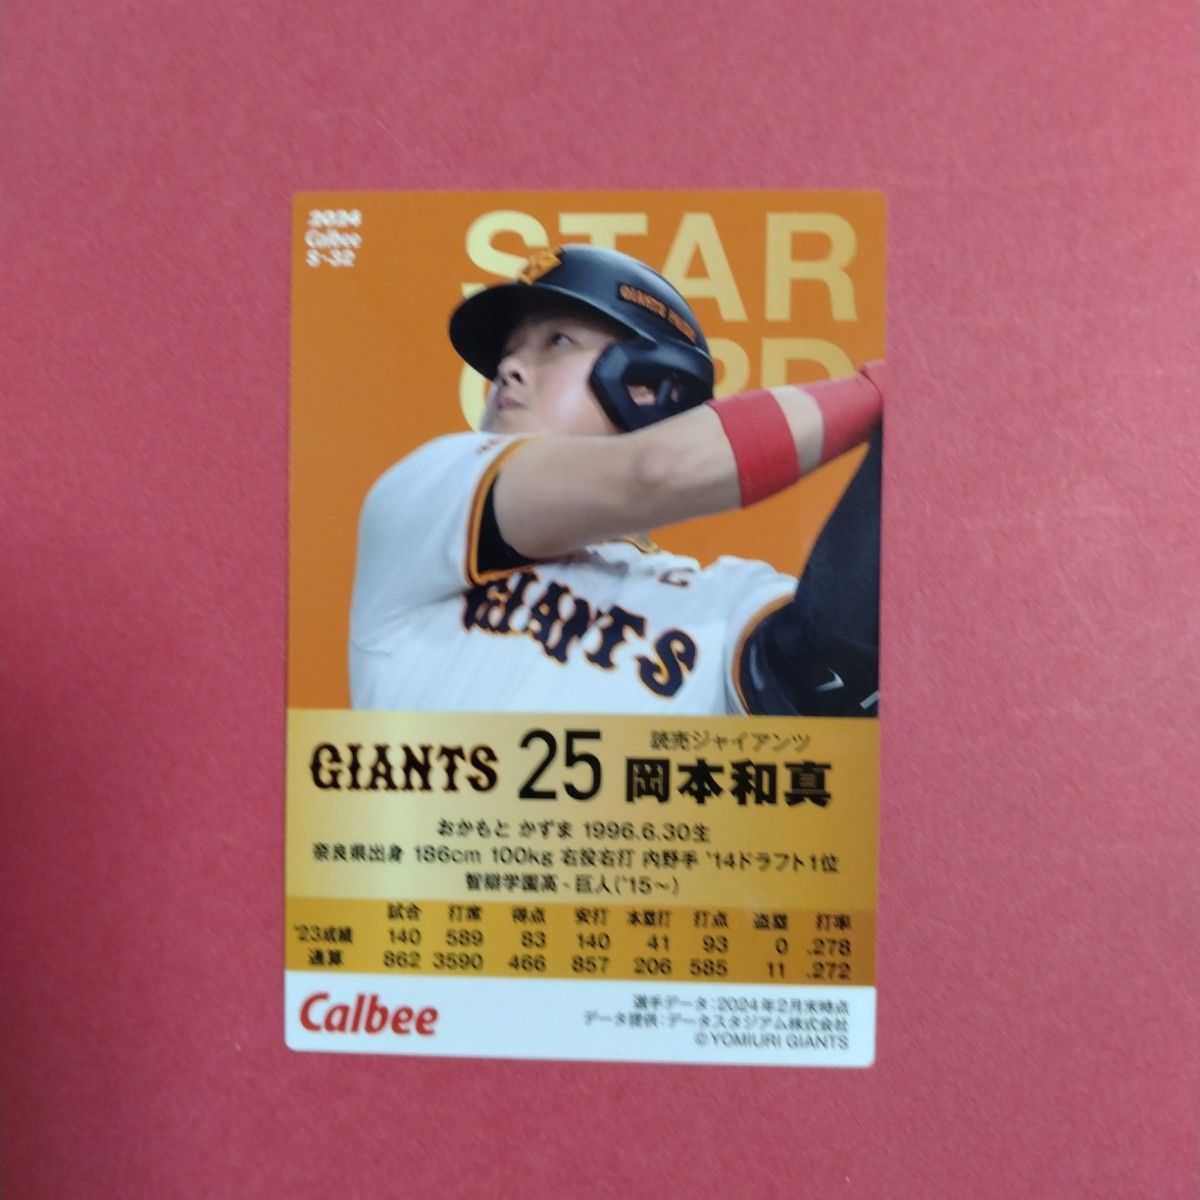 2024
Calbee
S-32
STAR
GIANTS PRIDE
GIANTS
GIANTS 25 読売ジャイアンツ
岡本和真
おかもと かずま 1996.6.30生
奈良県出身 186cm 100kg 右投右打 内野手 '14ドラフト1位
智辯学園高 - 巨人('15～)
試合 打席 得点 安打 本塁打 打点 盗塁 打率
'23成績 140 589 83 140 41 93 0 .278
通算 862 3590 466 857 206 585 11 .272
Calbee
選手データ：2024年2月末時点
データ提供：データスタジアム株式会社
©YOMIURI GIANTS